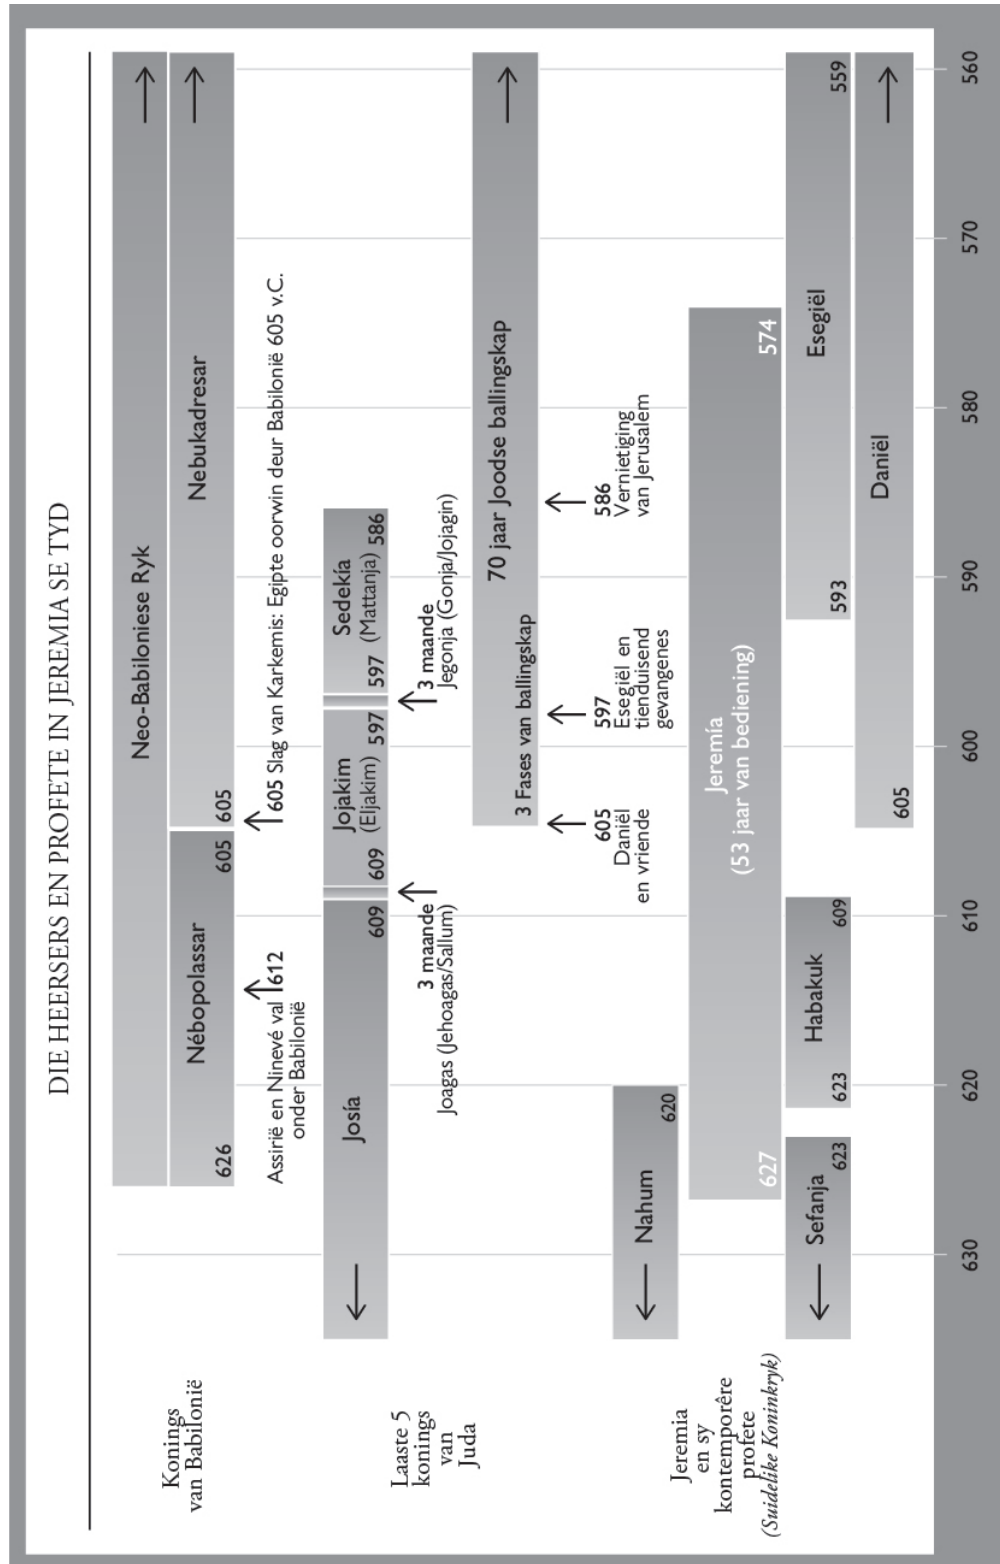 DIE HEERSERS EN PROFETE IN JEREMIA SE TYD
Konings
van Babilonië
Neo-Babiloniese Ryk
626
Nébopolassar
605
605
Nebukadresar
Assirië en Ninevé val
onder Babilonië
612
605 Slag van Karkemis: Egipte oorwin deur Babilonië 605 v.C.
Laaste 5
konings
van
Juda
Josía
609
609
Jojakim
(Eljakim)
597
597
Sedekía
(Mattanja)
586
3 maande
Joagas (Jehoagas/Sallum)
3 maande
Jegonja (Gonja/Jojagin)
3 Fases van ballingskap
70 jaar Joodse ballingskap
605
Daniël
en vriende
597
Esegiël en
tienduisend
gevangenes
586
Vernietiging
van Jerusalem
Jeremia
en sy
kontemporêre
profete
(Suidelike Koninkryk)
Nahum
620
627
Jeremía
(53 jaar van bediening)
574
Sefanja
623
623
Habakuk
609
593
Esegiël
559
605
Daniël
630
620
610
600
590
580
570
560